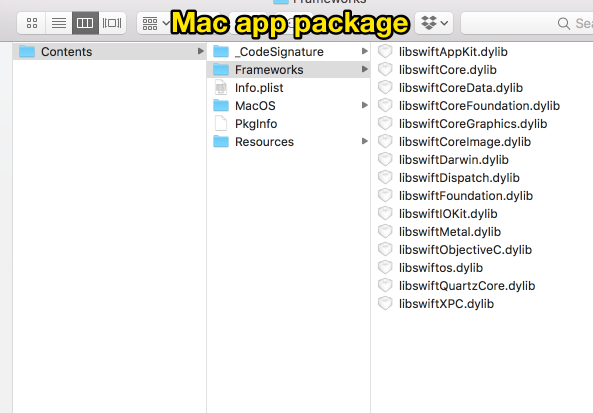 Frameworks
Mac app package
Sea
Contents
_CodeSignature
Frameworks
Info.plist
MacOS
PkgInfo
Resources
libswiftAppKit.dylib
libswiftCore.dylib
libswiftCoreData.dylib
libswiftCoreFoundation.dylib
libswiftCoreGraphics.dylib
libswiftCoreImage.dylib
libswiftDarwin.dylib
libswiftDispatch.dylib
libswiftFoundation.dylib
libswiftIOKit.dylib
libswiftMetal.dylib
libswiftObjectiveC.dylib
libswiftos.dylib
libswiftQuartzCore.dylib
libswiftXPC.dylib